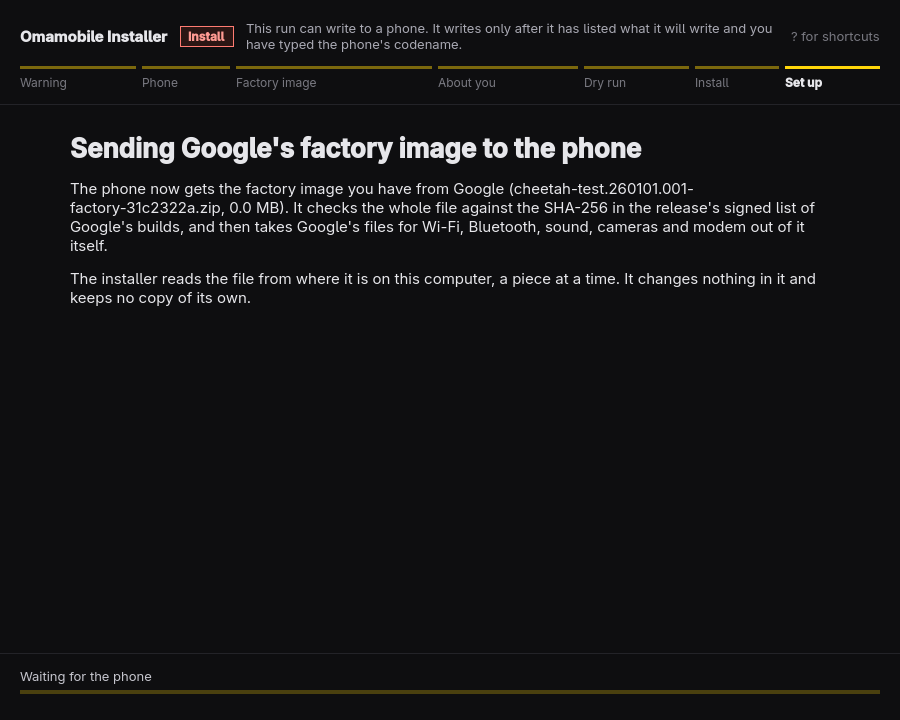 Omamobile Installer
Install
This run can write to a phone. It writes only after it has listed what it will write and you
have typed the phone's codename.
? for shortcuts
Warning
Phone
Factory image
About you
Dry run
Install
Set up
Sending Google's factory image to the phone
The phone now gets the factory image you have from Google (cheetah-test.260101.001-
factory-31c2322a.zip, 0.0 MB). It checks the whole file against the SHA-256 in the release's signed list of
Google's builds, and then takes Google's files for Wi-Fi, Bluetooth, sound, cameras and modem out of it
itself.
The installer reads the file from where it is on this computer, a piece at a time. It changes nothing in it and
keeps no copy of its own.
Waiting for the phone